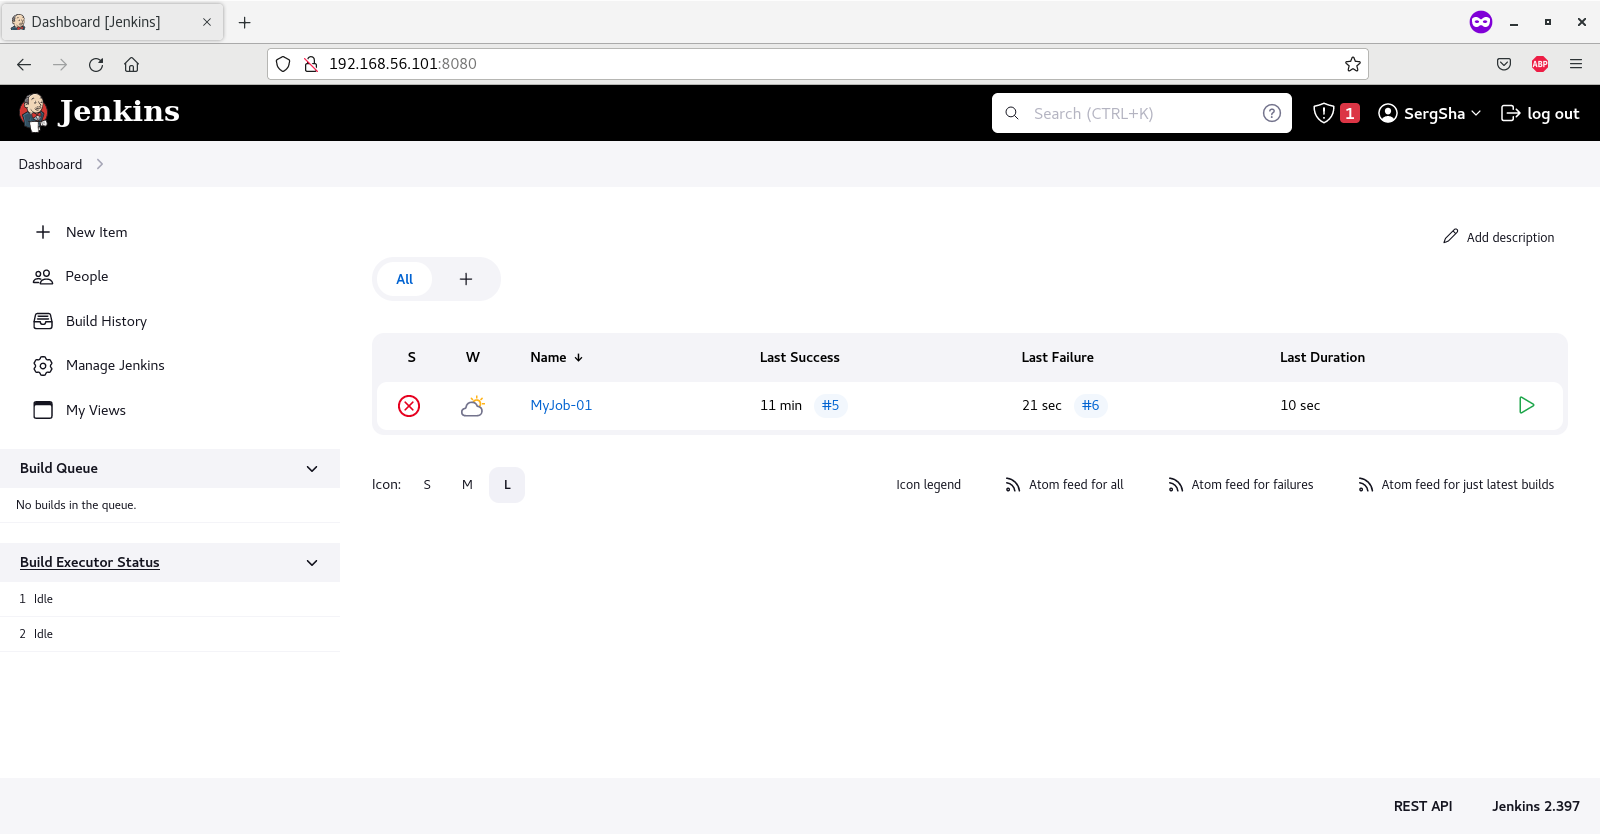 Dashboard [Jenkins]
192.168.56.101:8080
ABP
Jenkins
Search (CTRL+K)
1
SergSha
log out
Dashboard
New Item
People
Build History
Manage Jenkins
My Views
Build Queue
No builds in the queue.
Build Executor Status
1 Idle
2 Idle
Add description
All
S W Name ↓ Last Success Last Failure Last Duration
MyJob-01 11 min #5 21 sec #6 10 sec
Icon: S M L
Icon legend Atom feed for all Atom feed for failures Atom feed for just latest builds
REST API Jenkins 2.397